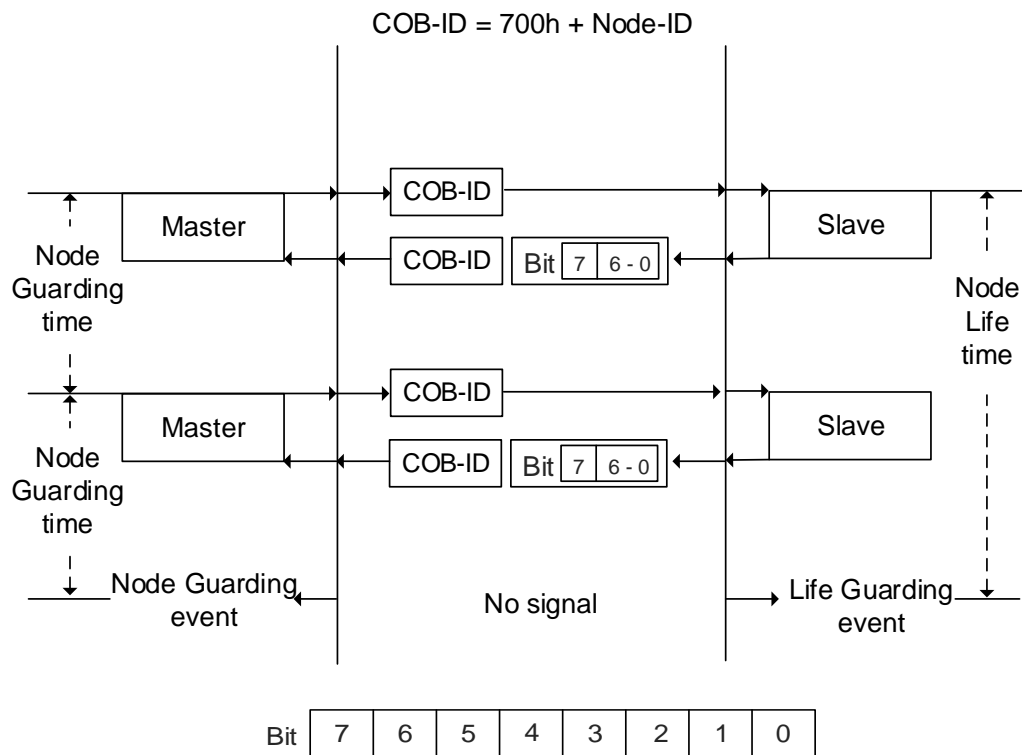 COB-ID = 700h + Node-ID
COB-ID
Master
Slave
COB-ID
Bit 7 6 - 0
Node
Guarding
time
Node
Life
time
COB-ID
Master
Slave
COB-ID
Bit 7 6 - 0
Node
Guarding
time
Node Guarding
event
No signal
Life Guarding
event
Bit 7 6 5 4 3 2 1 0